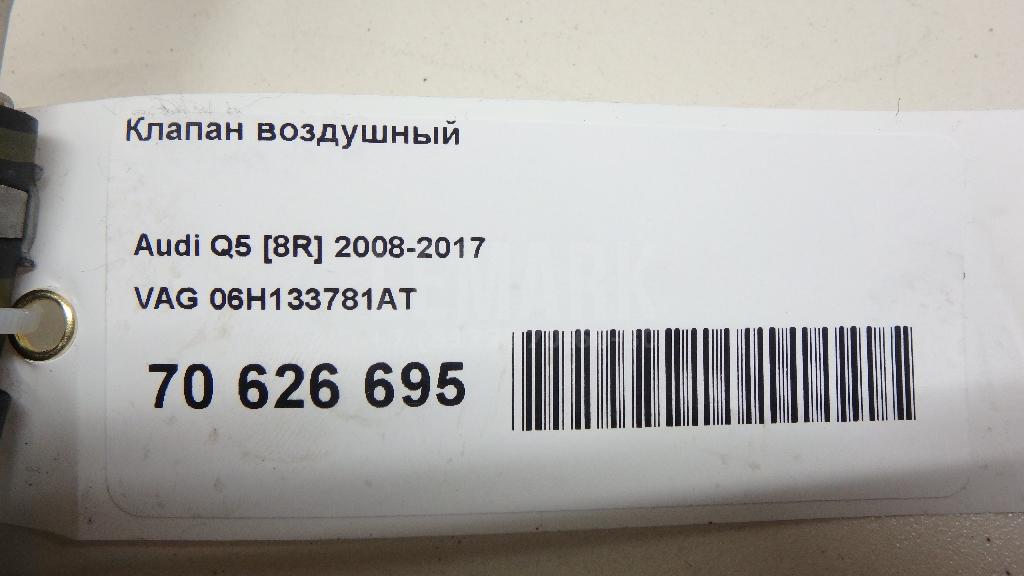 Клапан воздушный
Audi Q5 [8R] 2008-2017
VAG 06H133781AT
70 626 695